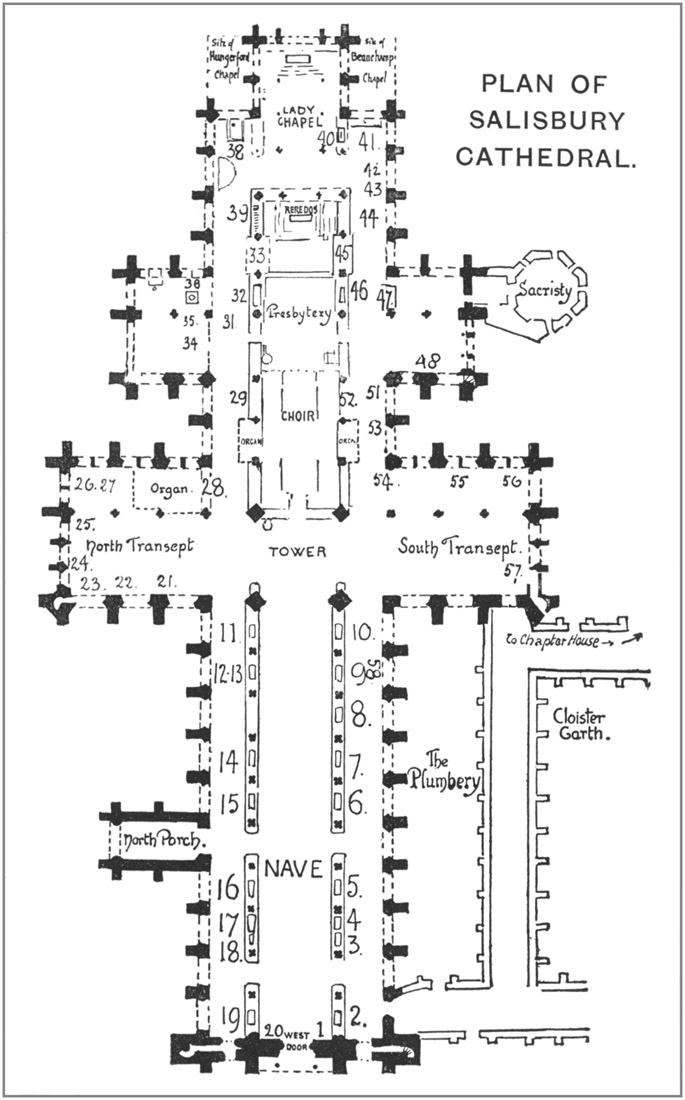 PLAN OF
SALISBURY
CATHEDRAL.
Site of
Hungerford
Chapel
Site of
Beauchamp
Chapel
LADY
CHAPEL
38
40
41.
42
43
39
REREDOS
44
33
45
36
32
46
47.
Sacristy
35.
31
Presbytery
34
48
29
52.
51
CHOIR
53
ORGAN
26.27
Organ.
28.
54.
55
56
25.
North Transept
TOWER
South Transept.
24.
57.
23.
22.
21.
11.
10.
to Chapter House →
12.13
9
58
8.
Cloister
Garth.
14
7.
The
Plumbery
15
6.
North Porch.
NAVE
16
5.
17
4
18.
3.
19
20
WEST
DOOR
1
2.